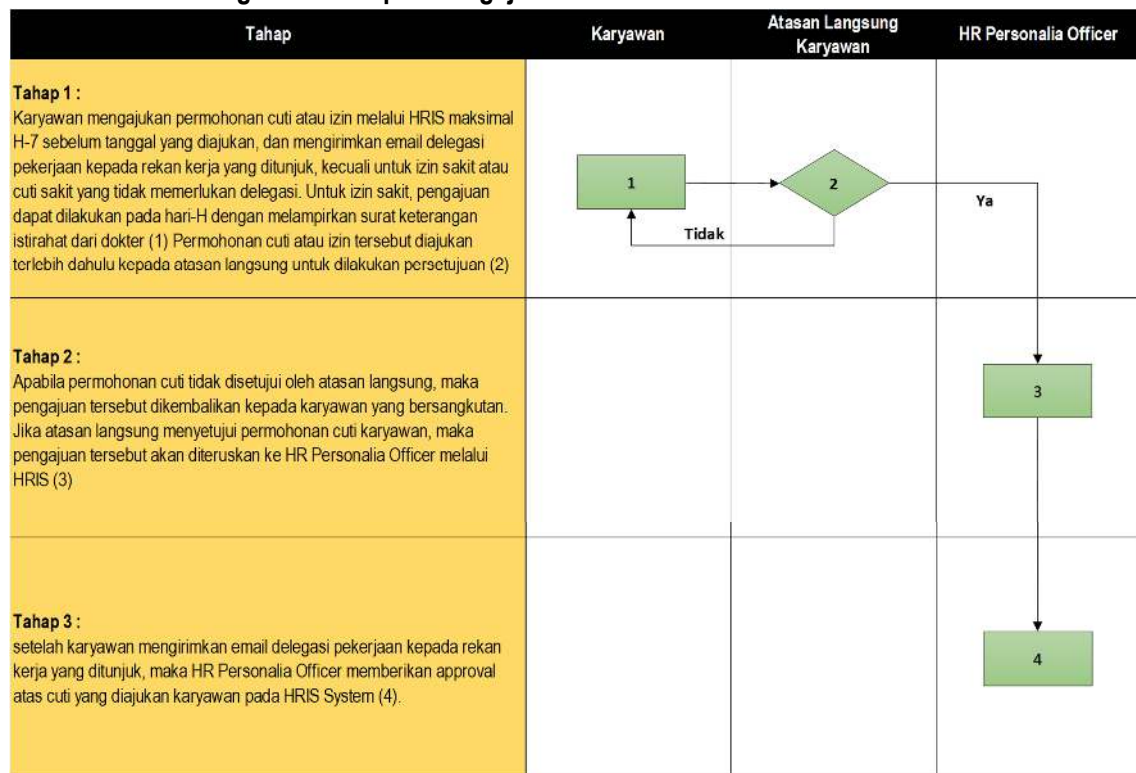 Tahap
Karyawan
Atasan Langsung
Karyawan
HR Personalia Officer
Tahap 1 :
Karyawan mengajukan permohonan cuti atau izin melalui HRIS maksimal
H-7 sebelum tanggal yang diajukan, dan mengirimkan email delegasi
pekerjaan kepada rekan kerja yang ditunjuk, kecuali untuk izin sakit atau
cuti sakit yang tidak memerlukan delegasi. Untuk izin sakit, pengajuan
dapat dilakukan pada hari-H dengan melampirkan surat keterangan
istirahat dari dokter (1) Permohonan cuti atau izin tersebut diajukan
terlebih dahulu kepada atasan langsung untuk dilakukan persetujuan (2)
1
2
Ya
Tidak
Tahap 2 :
Apabila permohonan cuti tidak disetujui oleh atasan langsung, maka
pengajuan tersebut dikembalikan kepada karyawan yang bersangkutan.
Jika atasan langsung menyetujui permohonan cuti karyawan, maka
pengajuan tersebut akan diteruskan ke HR Personalia Officer melalui
HRIS (3)
3
Tahap 3 :
setelah karyawan mengirimkan email delegasi pekerjaan kepada rekan
kerja yang ditunjuk, maka HR Personalia Officer memberikan approval
atas cuti yang diajukan karyawan pada HRIS System (4).
4